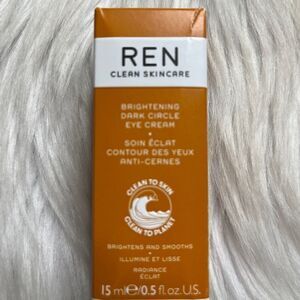 REN
CLEAN SKINCARE
BRIGHTENING
DARK CIRCLE
EYE CREAM
•
SOIN ÉCLAT
CONTOUR DES YEUX
ANTI-CERNES
CLEAN TO SKIN
CLEAN TO PLANET
BRIGHTENS AND SMOOTHS
•
ILLUMINE ET LISSE
RADIANCE
ÉCLAT
15 ml ℮ 0.5 fl.oz.U.S.